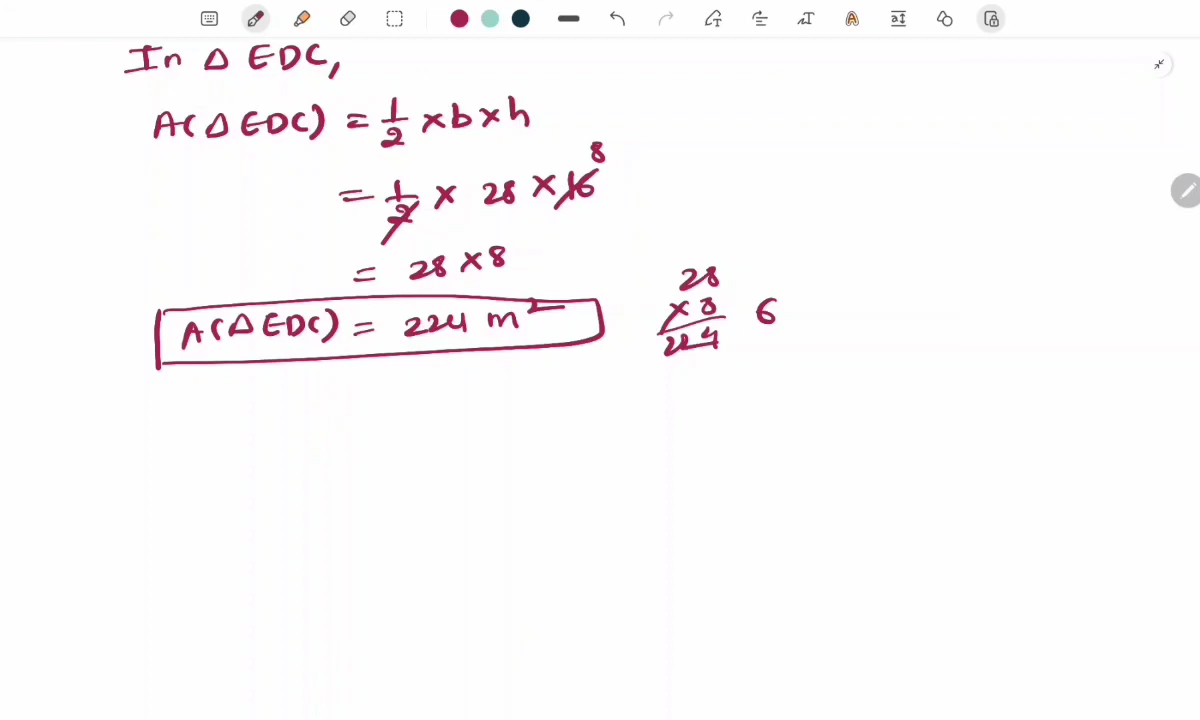 In △ EDC,
A(△ EDC) = 1/2 × b × h
= 1/2 × 28 × 16 8
= 28 × 8
A(△ EDC) = 224 m²
28
× 8 6
224